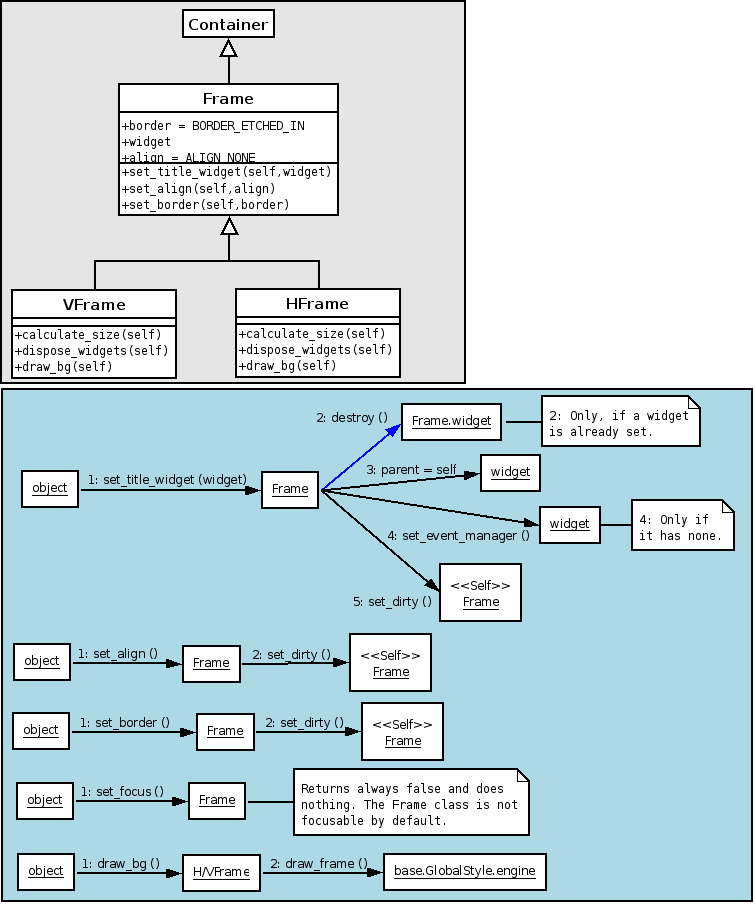 Container
Frame
+border = BORDER_ETCHED_IN
+widget
+align = ALIGN_NONE
+set_title_widget(self,widget)
+set_align(self,align)
+set_border(self,border)
VFrame
+calculate_size(self)
+dispose_widgets(self)
+draw_bg(self)
HFrame
+calculate_size(self)
+dispose_widgets(self)
+draw_bg(self)
object
1: set_title_widget (widget)
Frame
2: destroy ()
Frame.widget
2: Only, if a widget
is already set.
3: parent = self
widget
4: set_event_manager ()
widget
4: Only if
it has none.
5: set_dirty ()
<<Self>>
Frame
object
1: set_align ()
Frame
2: set_dirty ()
<<Self>>
Frame
object
1: set_border ()
Frame
2: set_dirty ()
<<Self>>
Frame
object
1: set_focus ()
Frame
Returns always false and does
nothing. The Frame class is not
focusable by default.
object
1: draw_bg ()
H/VFrame
2: draw_frame ()
base.GlobalStyle.engine